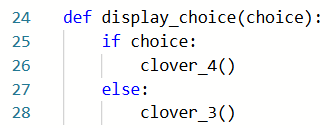 24 def display_choice(choice):
25     if choice:
26         clover_4()
27     else:
28         clover_3()